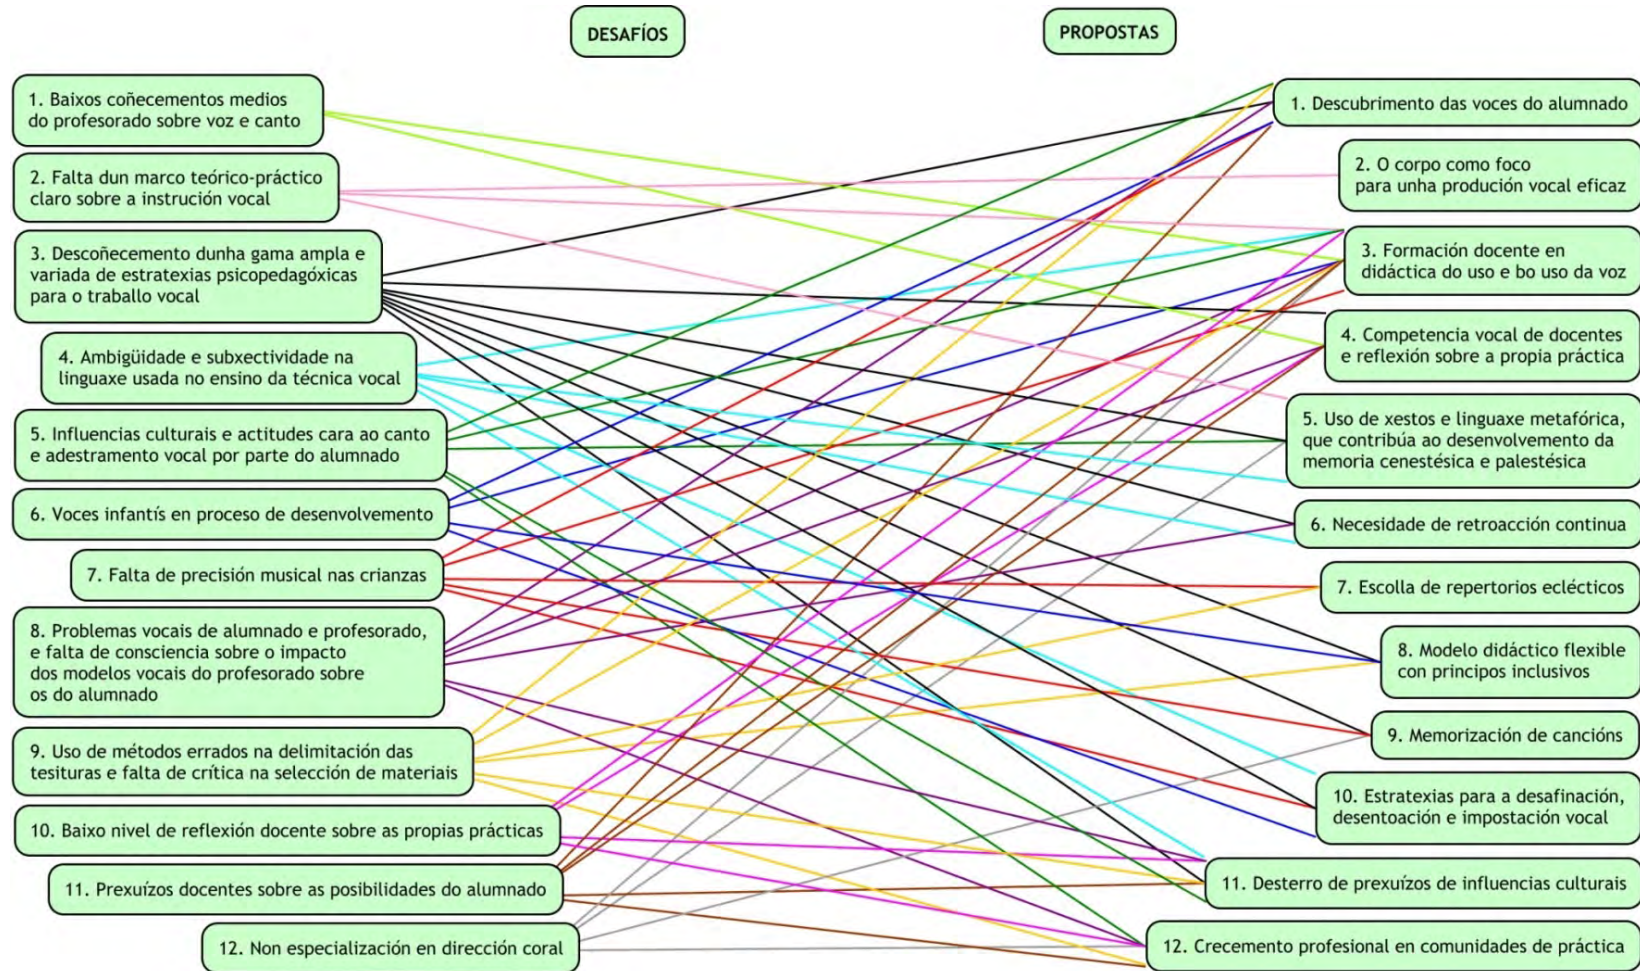 DESAFÍOS
1. Baixos coñecementos medios
do profesorado sobre voz e canto
2. Falta dun marco teórico-práctico
claro sobre a instrución vocal
3. Descoñecemento dunha gama ampla e
variada de estratexias psicopedagóxicas
para o traballo vocal
4. Ambigüidade e subxectividade na
linguaxe usada no ensino da técnica vocal
5. Influencias culturais e actitudes cara ao canto
e adestramento vocal por parte do alumnado
6. Voces infantís en proceso de desenvolvemento
7. Falta de precisión musical nas crianzas
8. Problemas vocais de alumnado e profesorado,
e falta de consciencia sobre o impacto
dos modelos vocais do profesorado sobre
os do alumnado
9. Uso de métodos errados na delimitación das
tesituras e falta de crítica na selección de materiais
10. Baixo nivel de reflexión docente sobre as propias prácticas
11. Prexuízos docentes sobre as posibilidades do alumnado
12. Non especialización en dirección coral
PROPOSTAS
1. Descubrimento das voces do alumnado
2. O corpo como foco
para unha produción vocal eficaz
3. Formación docente en
didáctica do uso e bo uso da voz
4. Competencia vocal de docentes
e reflexión sobre a propia práctica
5. Uso de xestos e linguaxe metafórica,
que contribúa ao desenvolvemento da
memoria cenestésica e palestésica
6. Necesidade de retroacción continua
7. Escolla de repertorios eclécticos
8. Modelo didáctico flexible
con principos inclusivos
9. Memorización de cancións
10. Estratexias para a desafinación,
desentoación e impostación vocal
11. Desterro de prexuízos de influencias culturais
12. Crecemento profesional en comunidades de práctica